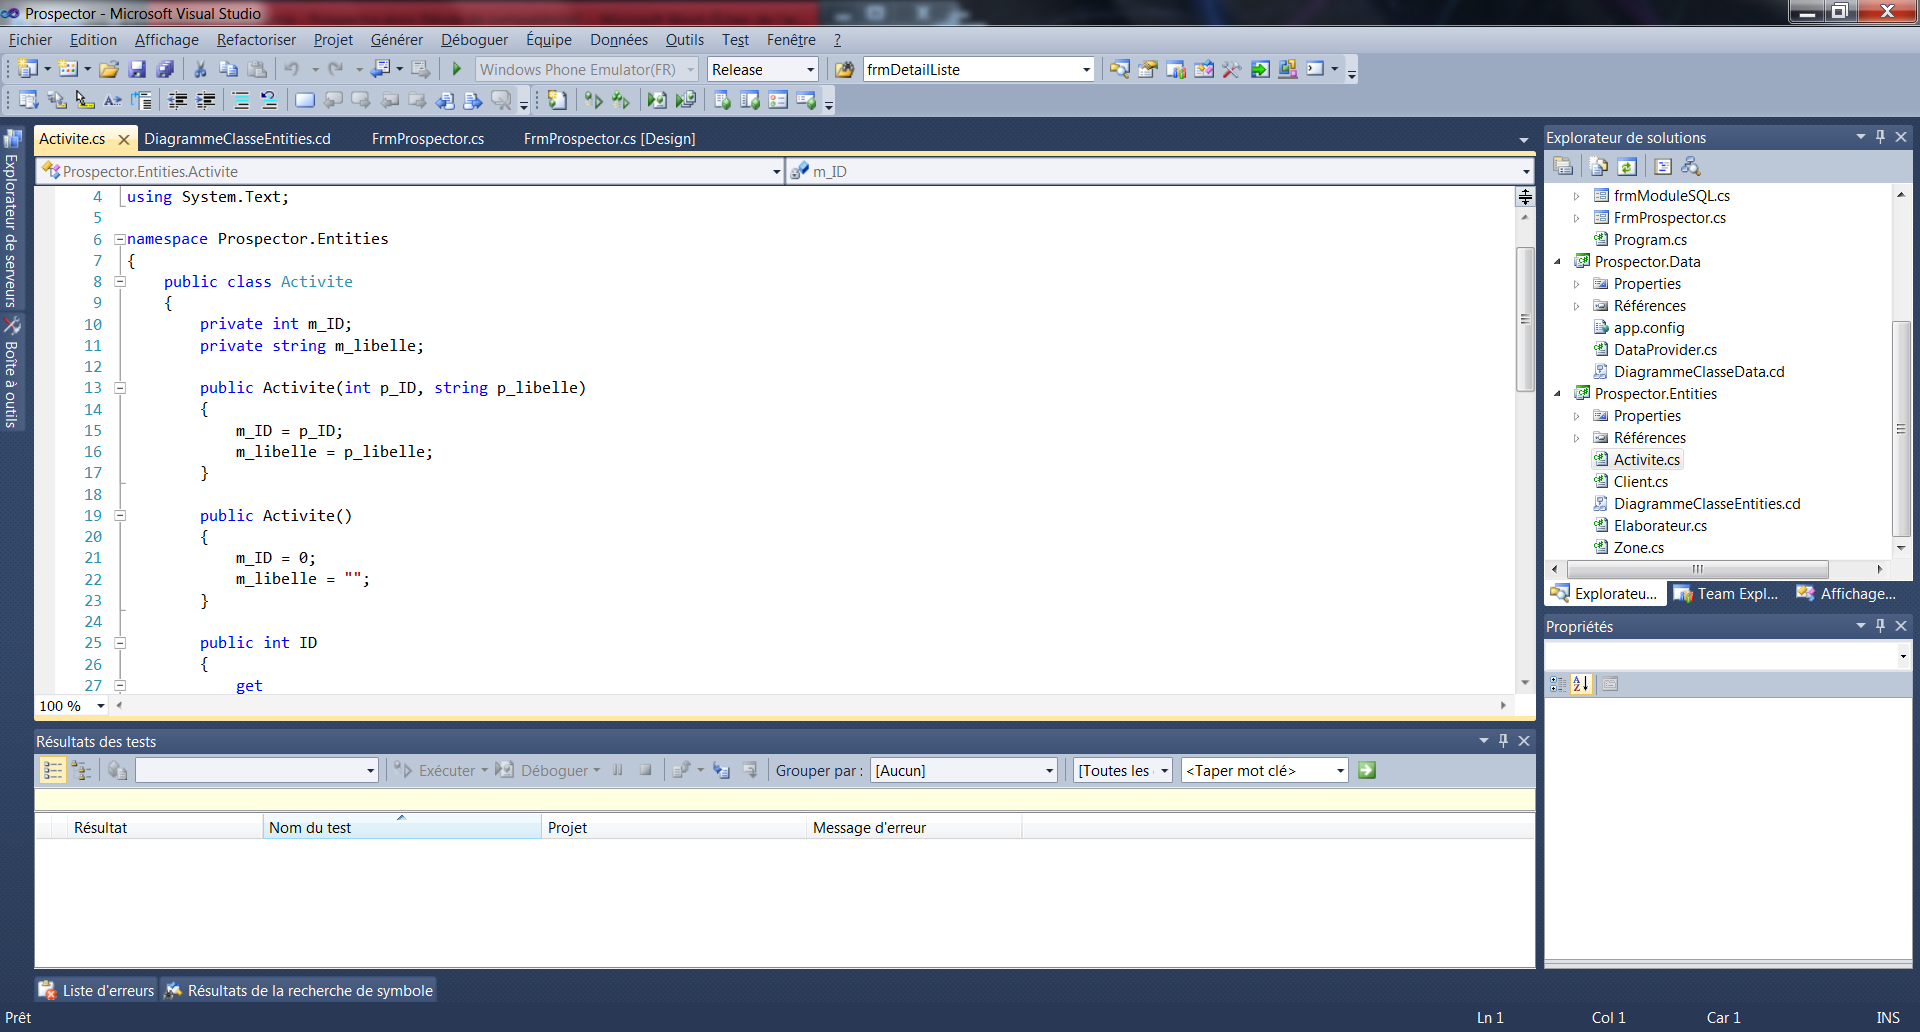 Prospector - Microsoft Visual Studio
Fichier Edition Affichage Refactoriser Projet Générer Déboguer Équipe Données Outils Test Fenêtre ?
Windows Phone Emulator(FR) Release frmDetailListe
Explorateur de serveurs
Boîte à outils
Activite.cs DiagrammeClasseEntities.cd FrmProspector.cs FrmProspector.cs [Design]
Prospector.Entities.Activite m_ID
4 using System.Text;
5
6 namespace Prospector.Entities
7 {
8 public class Activite
9 {
10 private int m_ID;
11 private string m_libelle;
12
13 public Activite(int p_ID, string p_libelle)
14 {
15 m_ID = p_ID;
16 m_libelle = p_libelle;
17 }
18
19 public Activite()
20 {
21 m_ID = 0;
22 m_libelle = "";
23 }
24
25 public int ID
26 {
27 get
100 %
Explorateur de solutions
frmModuleSQL.cs
FrmProspector.cs
Program.cs
Prospector.Data
Properties
Références
app.config
DataProvider.cs
DiagrammeClasseData.cd
Prospector.Entities
Properties
Références
Activite.cs
Client.cs
DiagrammeClasseEntities.cd
Elaborateur.cs
Zone.cs
Explorateu... Team Expl... Affichage...
Propriétés
Résultats des tests
Exécuter Déboguer Grouper par : [Aucun] [Toutes les <Taper mot clé>
Résultat Nom du test Projet Message d'erreur
Liste d'erreurs Résultats de la recherche de symbole
Prêt Ln 1 Col 1 Car 1 INS